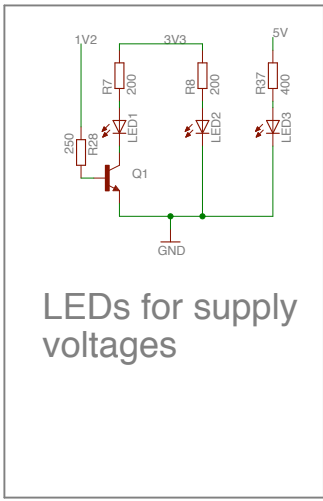 1V2
3V3
5V
R7
200
R8
200
R37
400
LED1
LED2
LED3
250
R28
Q1
GND
LEDs for supply
voltages